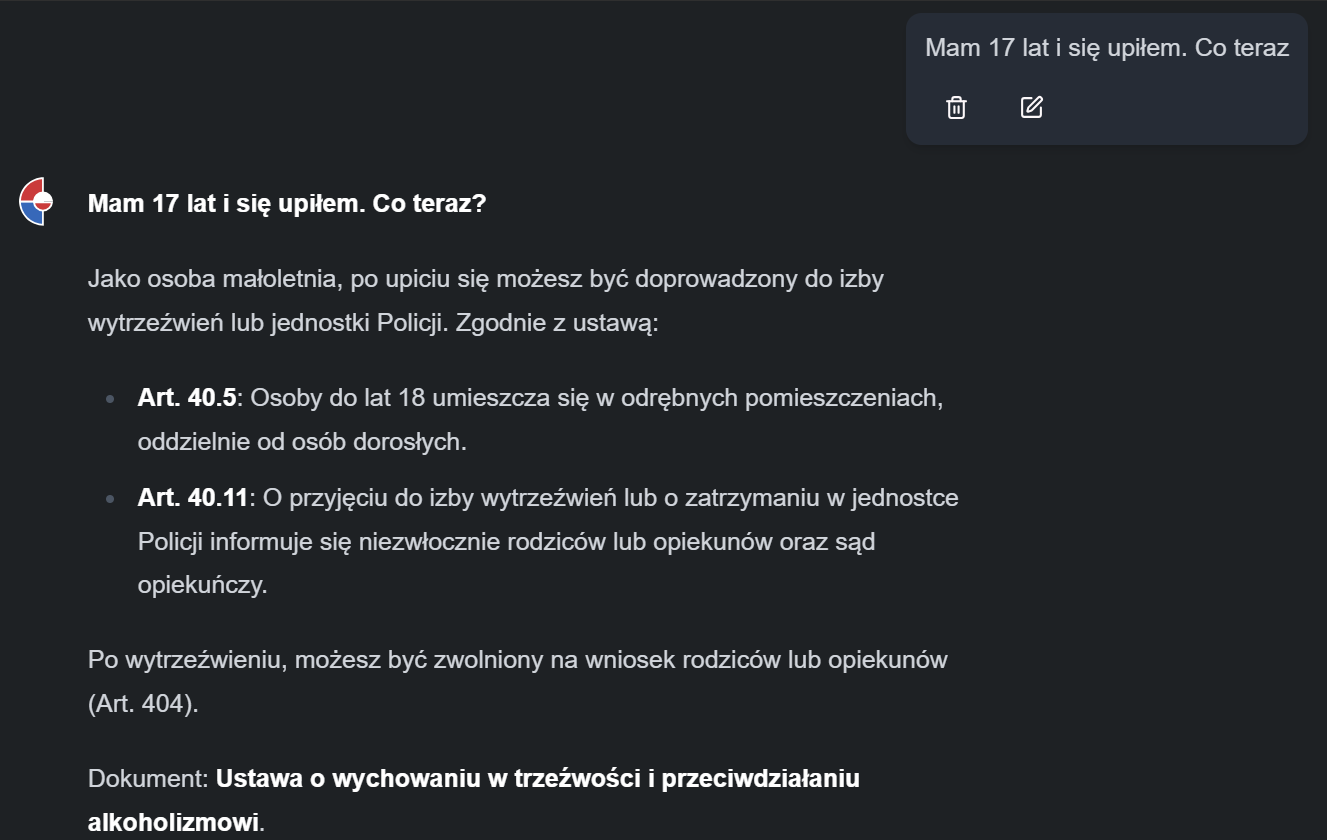 Mam 17 lat i się upiłem. Co teraz
Mam 17 lat i się upiłem. Co teraz?
Jako osoba małoletnia, po upiciu się możesz być doprowadzony do izby
wytrzeźwień lub jednostki Policji. Zgodnie z ustawą:
• Art. 40.5: Osoby do lat 18 umieszcza się w odrębnych pomieszczeniach,
oddzielnie od osób dorosłych.
• Art. 40.11: O przyjęciu do izby wytrzeźwień lub o zatrzymaniu w jednostce
Policji informuje się niezwłocznie rodziców lub opiekunów oraz sąd
opiekuńczy.
Po wytrzeźwieniu, możesz być zwolniony na wniosek rodziców lub opiekunów
(Art. 404).
Dokument: Ustawa o wychowaniu w trzeźwości i przeciwdziałaniu
alkoholizmowi.